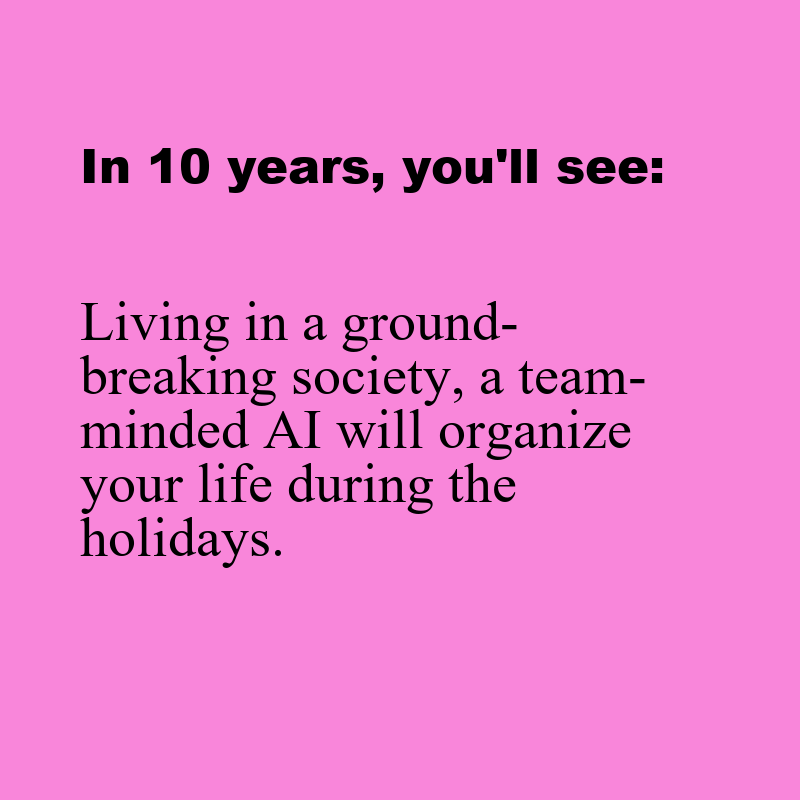 In 10 years, you'll see:
Living in a ground-
breaking society, a team-
minded AI will organize
your life during the
holidays.